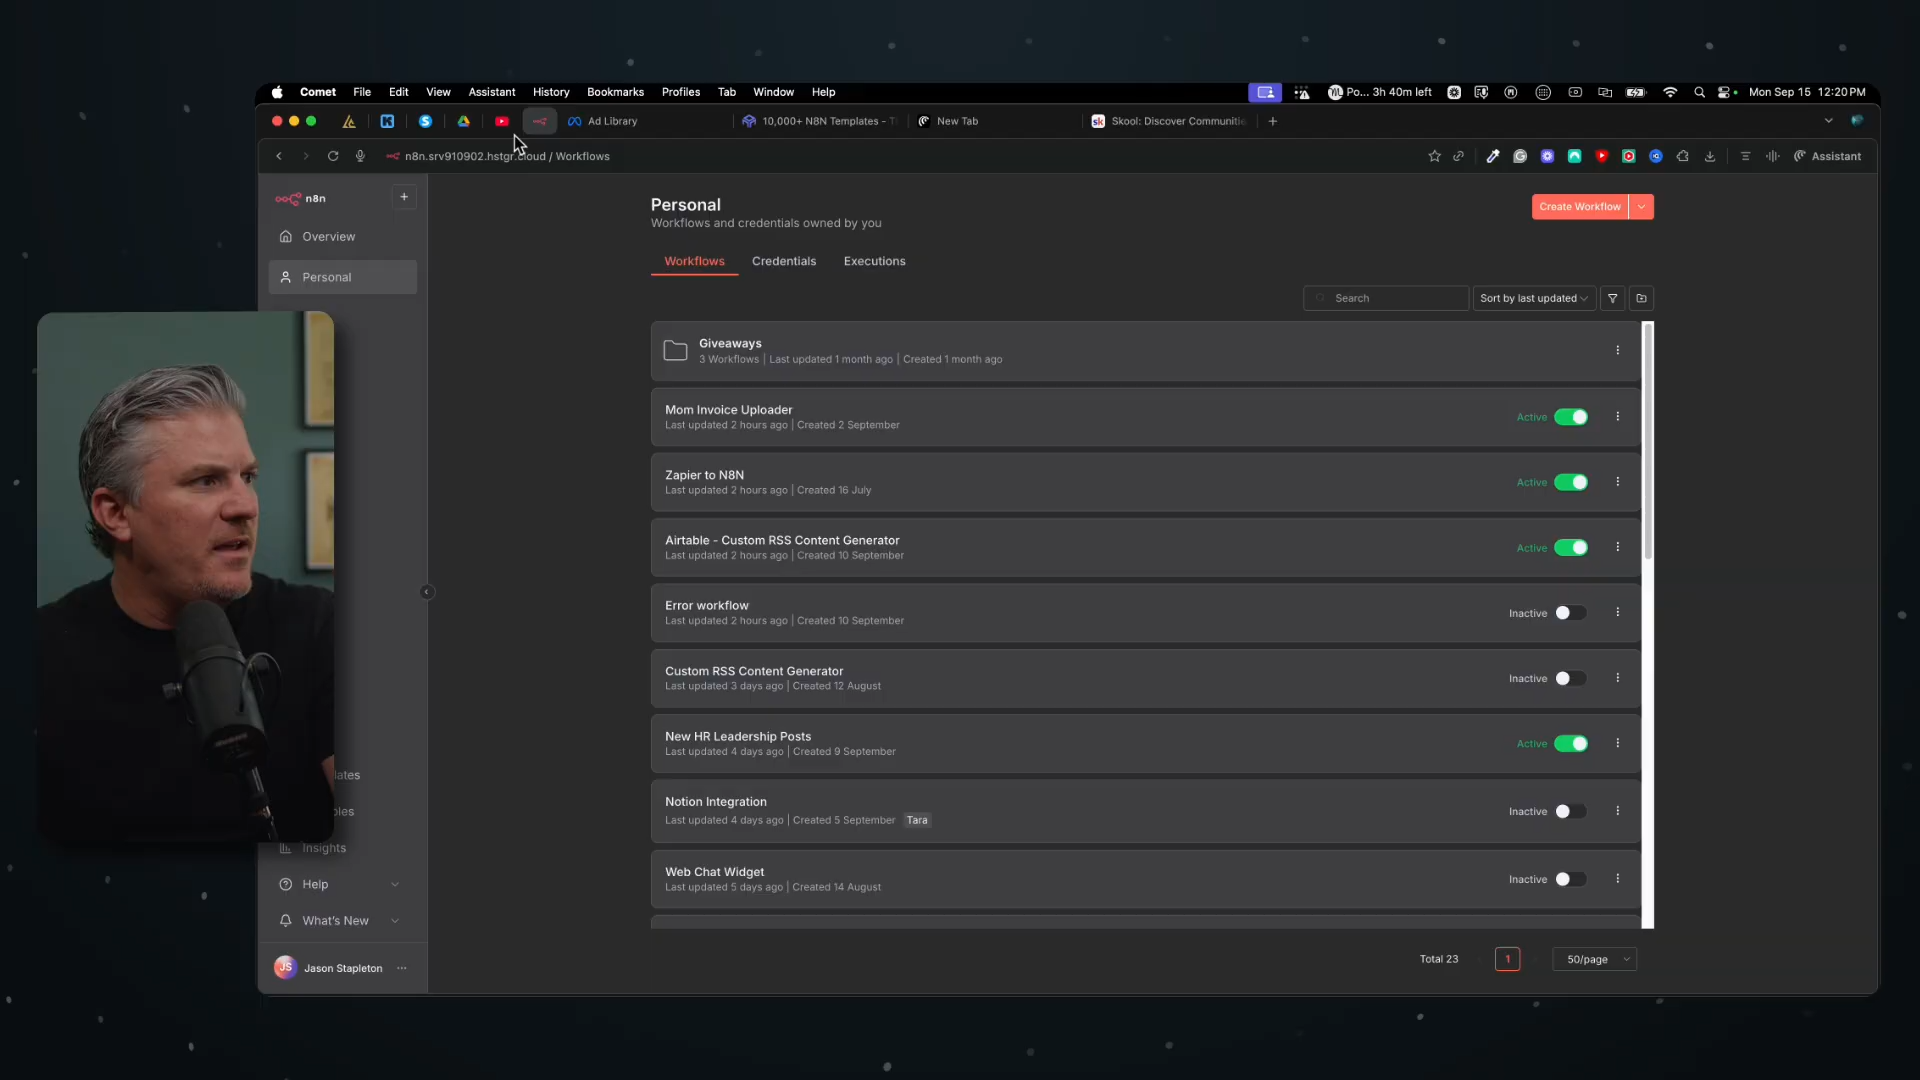 Comet File Edit View Assistant History Bookmarks Profiles Tab Window Help
Po... 3h 40m left
Mon Sep 15 12:20 PM
Ad Library
10,000+ N8N Templates - T
New Tab
Skool: Discover Communitie
n8n.srv910902.hstgr.cloud / Workflows
Assistant
n8n
Overview
Personal
Insights
Help
What's New
JS Jason Stapleton
Personal
Workflows and credentials owned by you
Create Workflow
Workflows Credentials Executions
Search
Sort by last updated
Giveaways
3 Workflows | Last updated 1 month ago | Created 1 month ago
Mom Invoice Uploader
Last updated 2 hours ago | Created 2 September
Active
Zapier to N8N
Last updated 2 hours ago | Created 16 July
Active
Airtable - Custom RSS Content Generator
Last updated 2 hours ago | Created 10 September
Active
Error workflow
Last updated 2 hours ago | Created 10 September
Inactive
Custom RSS Content Generator
Last updated 3 days ago | Created 12 August
Inactive
New HR Leadership Posts
Last updated 4 days ago | Created 9 September
Active
Notion Integration
Last updated 4 days ago | Created 5 September Tara
Inactive
Web Chat Widget
Last updated 5 days ago | Created 14 August
Inactive
Total 23
1
50/page